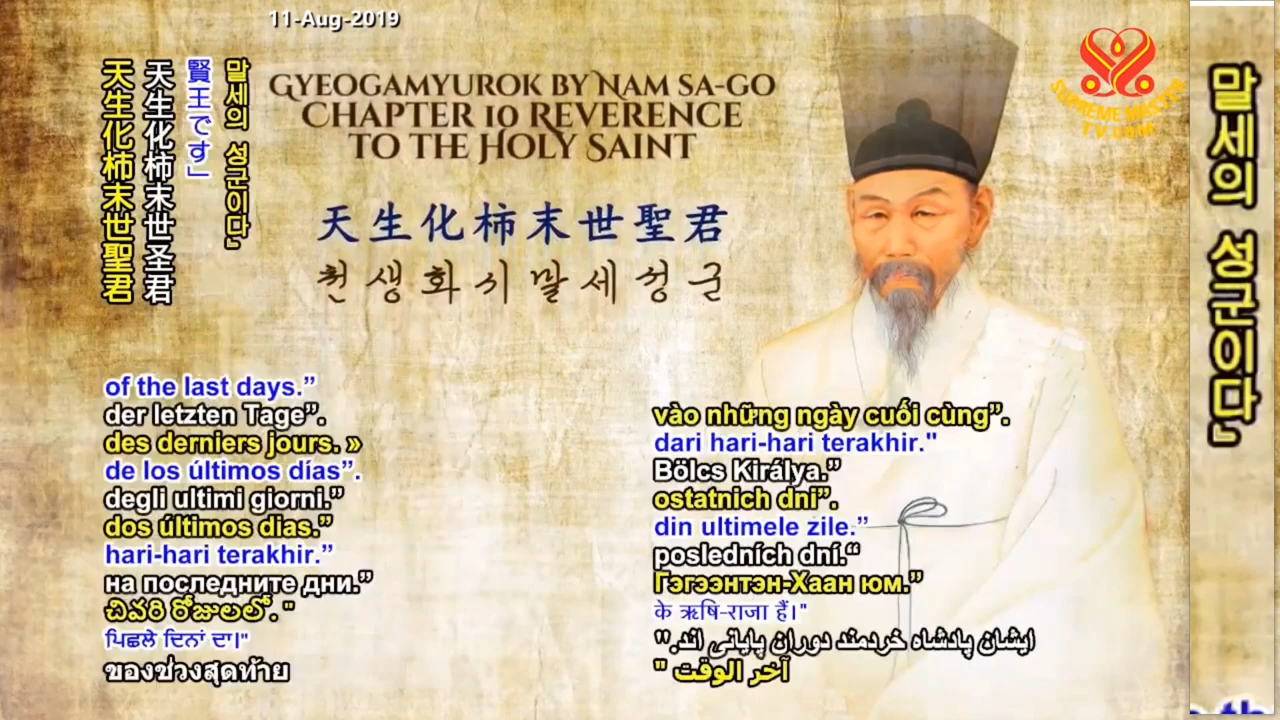 11-Aug-2019
GYEOGAMYUROK BY NAM SA-GO
CHAPTER 10 REVERENCE
TO THE HOLY SAINT
SUPREME MASTER
TV.COM
말세의 성군이다』
賢王です」
天生化柿末世圣君
天生化柿末世聖君
天生化柿末世聖君
천생화시말세성군
of the last days.”
der letzten Tage”.
des derniers jours. »
de los últimos días”.
degli ultimi giorni.”
dos últimos dias.”
hari-hari terakhir.”
на последните дни.”
చివరి రోజులలో. "
ਪਿਛਲੇ ਦਿਨਾਂ ਦਾ।"
ของช่วงสุดท้าย
vào những ngày cuối cùng”.
dari hari-hari terakhir."
Bölcs Királya.”
ostatnich dni”.
din ultimele zile.”
posledních dní.“
Гэгээнтэн-Хаан юм.”
के ऋषि-राजा हैं।"
ایشان پادشاه خردمند دوران پایانی اند."
آخر الوقت "
말세의 성군이다』